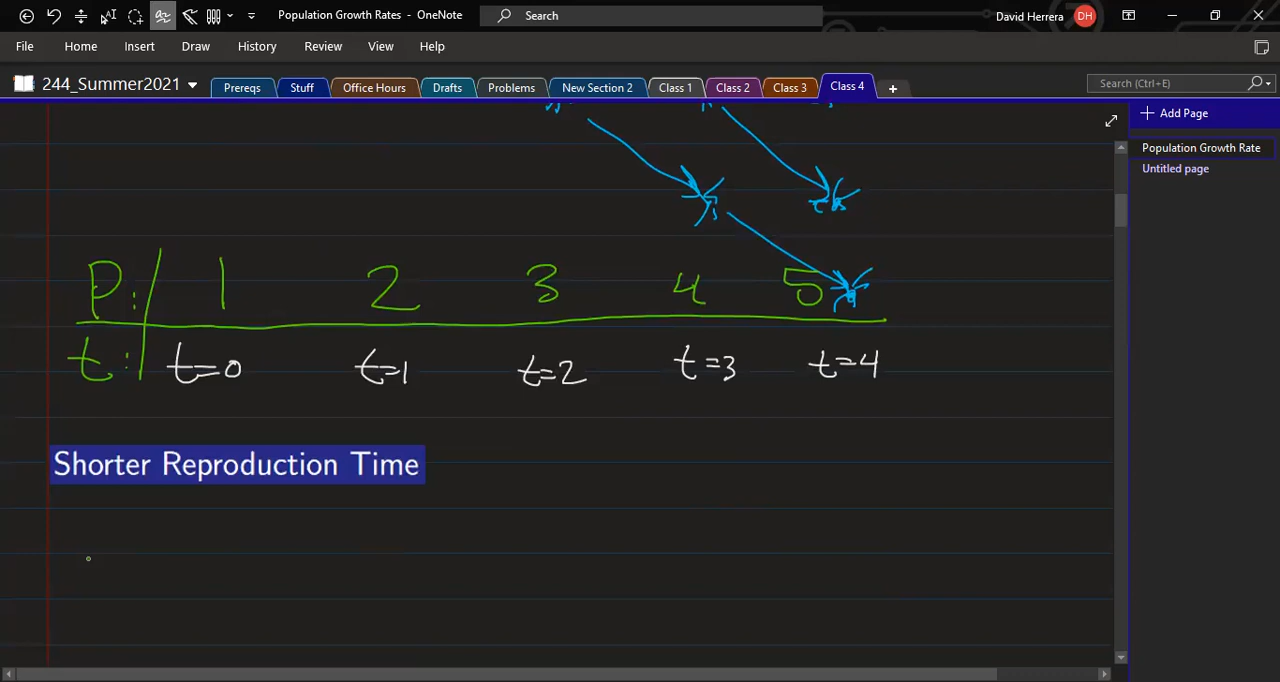 Population Growth Rates - OneNote
Search
David Herrera DH
File Home Insert Draw History Review View Help
244_Summer2021 Prereqs Stuff Office Hours Drafts Problems New Section 2 Class 1 Class 2 Class 3 Class 4 + Search (Ctrl+E)
Add Page
Population Growth Rate
Untitled page
P: 1 2 3 4 5
t: t=0 t=1 t=2 t=3 t=4
Shorter Reproduction Time